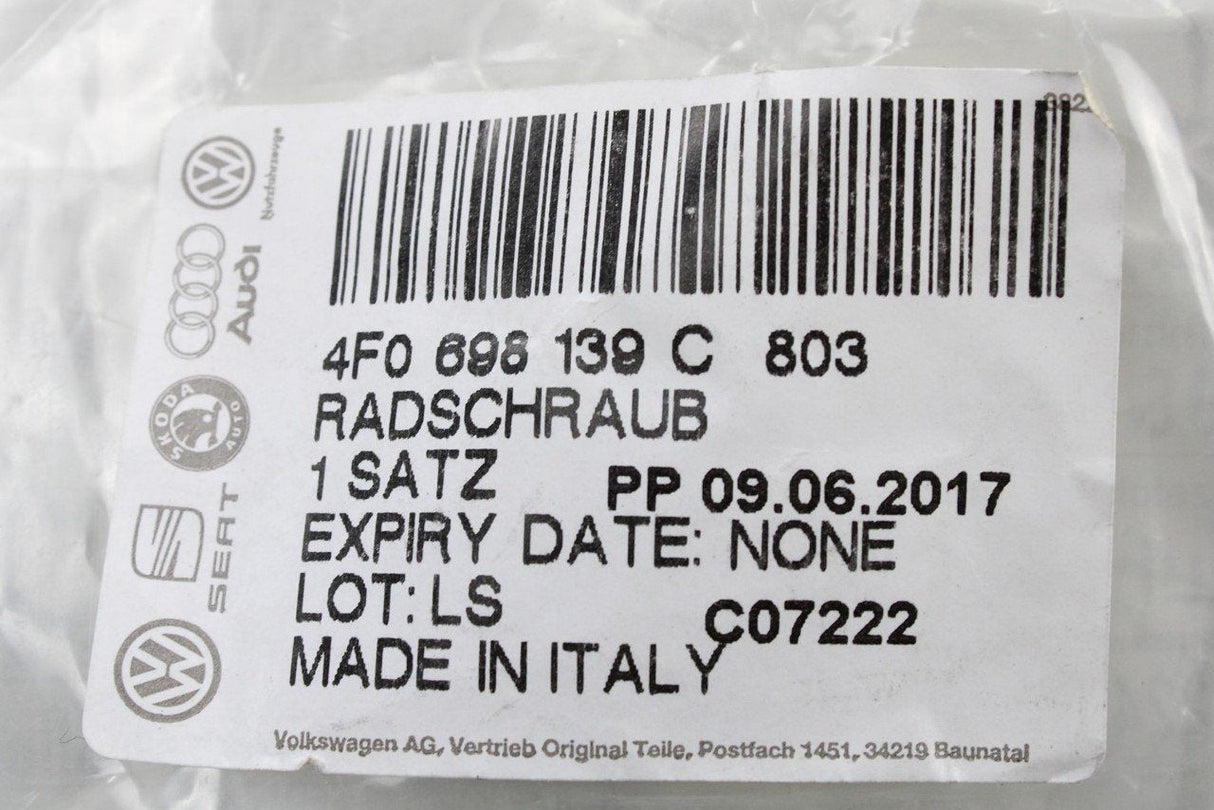 4F0 698 139 C 803
RADSCHRAUB
1 SATZ PP 09.06.2017
EXPIRY DATE: NONE
LOT: LS C07222
MADE IN ITALY
Volkswagen AG, Vertrieb Original Teile, Postfach 1451, 34219 Baunatal
Nutzfahrzeuge
Audi
SKODA AUTO
SEAT